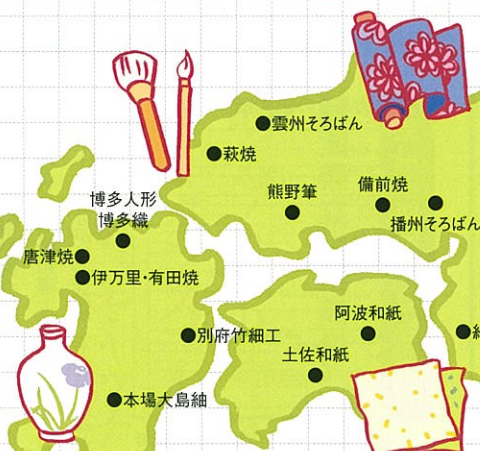 雲州そろばん
萩焼
熊野筆
備前焼
播州そろばん
博多人形
博多織
唐津焼
伊万里・有田焼
別府竹細工
阿波和紙
土佐和紙
本場大島紬